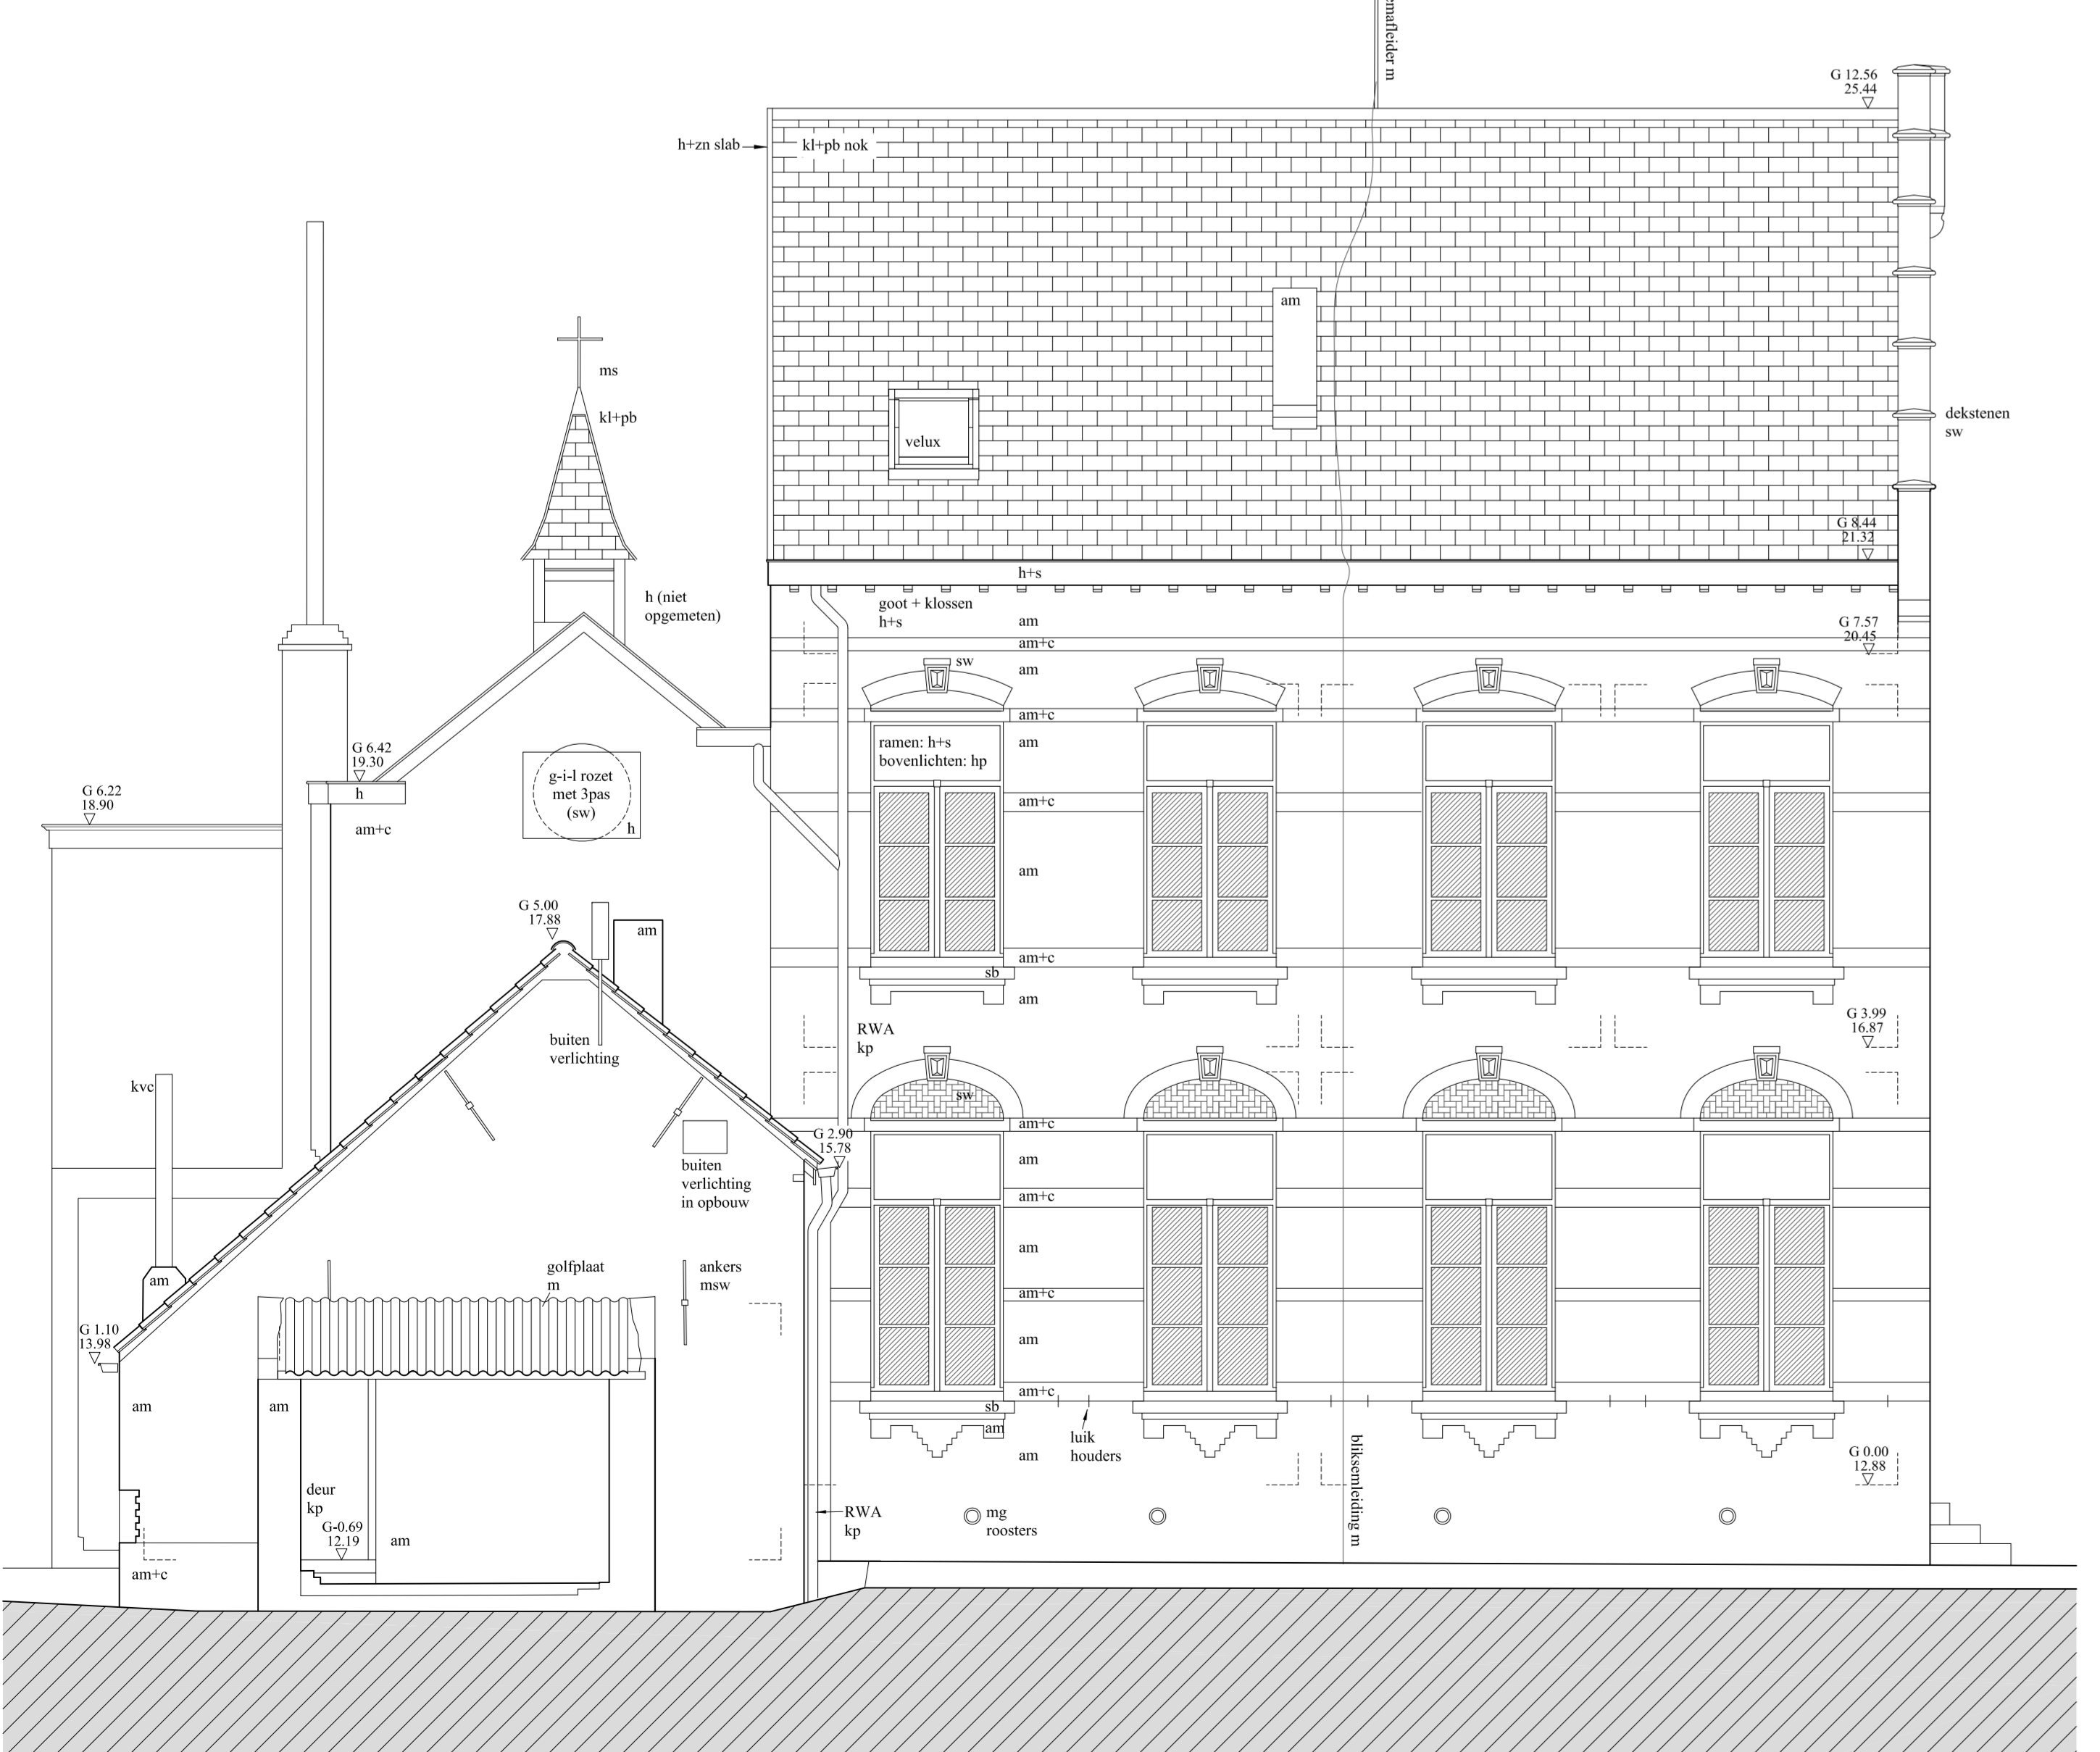 emafleider m
G 12.56
25.44
h+zn slab
kl+pb nok
am
ms
kl+pb
velux
dekstenen
sw
G 8.44
21.32
h+s
h (niet
opgemeten)
goot + klossen
h+s
am
G 7.57
20.45
am+c
sw
am
am+c
ramen: h+s
bovenlichten: hp
am
G 6.42
19.30
h
g-i-l rozet
met 3pas
(sw)
h
G 6.22
18.90
am+c
am+c
am
G 5.00
17.88
am
am+c
sb
am
G 3.99
16.87
RWA
kp
buiten
verlichting
kvc
sw
am+c
G 2.90
15.78
am
buiten
verlichting
in opbouw
am+c
am
golfplaat
m
ankers
msw
am
am+c
G 1.10
13.98
am
am+c
sb
am
am
am
luik
houders
am
bliksemleiding m
G 0.00
12.88
deur
kp
G-0.69
12.19
am
RWA
kp
mg
roosters
am+c